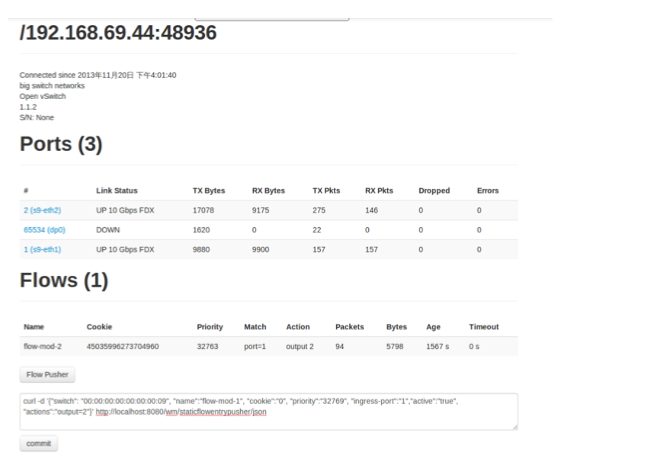 /192.168.69.44:48936
Connected since 2013年11月20日 下午4:01:40
big switch networks
Open vSwitch
1.1.2
S/N: None
Ports (3)
# Link Status TX Bytes RX Bytes TX Pkts RX Pkts Dropped Errors
2 (s9-eth2) UP 10 Gbps FDX 17078 9175 275 146 0 0
65534 (dp0) DOWN 1620 0 22 0 0 0
1 (s9-eth1) UP 10 Gbps FDX 9880 9900 157 157 0 0
Flows (1)
Name Cookie Priority Match Action Packets Bytes Age Timeout
flow-mod-2 45035996273704960 32763 port=1 output 2 94 5798 1567 s 0 s
Flow Pusher
curl -d '{"switch": "00:00:00:00:00:00:00:09", "name":"flow-mod-1", "cookie":"0", "priority":"32769", "ingress-port":"1","active":"true",
"actions":"output=2"}' http://localhost:8080/wm/staticflowentrypusher/json
commit